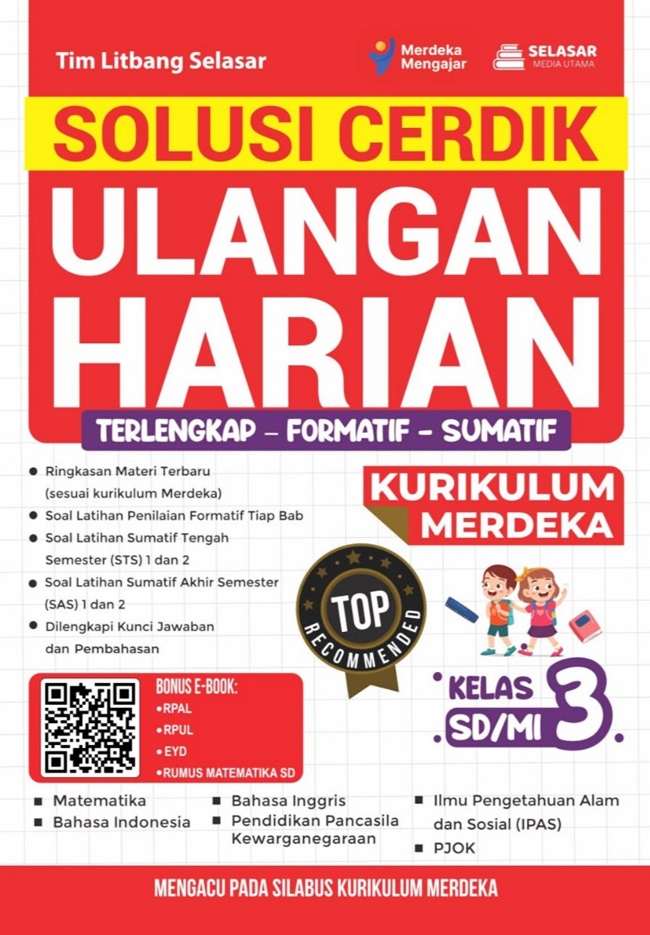 Tim Litbang Selasar
Merdeka
Mengajar
SELASAR
MEDIA UTAMA
SOLUSI CERDIK
ULANGAN
HARIAN
TERLENGKAP – FORMATIF – SUMATIF
• Ringkasan Materi Terbaru
(sesuai kurikulum Merdeka)
• Soal Latihan Penilaian Formatif Tiap Bab
• Soal Latihan Sumatif Tengah
Semester (STS) 1 dan 2
• Soal Latihan Sumatif Akhir Semester
(SAS) 1 dan 2
• Dilengkapi Kunci Jawaban
dan Pembahasan
KURIKULUM
MERDEKA
TOP
RECOMMENDED
KELAS
SD/MI
3
BONUS E-BOOK:
•RPAL
•RPUL
•EYD
•RUMUS MATEMATIKA SD
▪ Matematika
▪ Bahasa Indonesia
▪ Bahasa Inggris
▪ Pendidikan Pancasila
Kewarganegaraan
▪ Ilmu Pengetahuan Alam
dan Sosial (IPAS)
▪ PJOK
MENGACU PADA SILABUS KURIKULUM MERDEKA